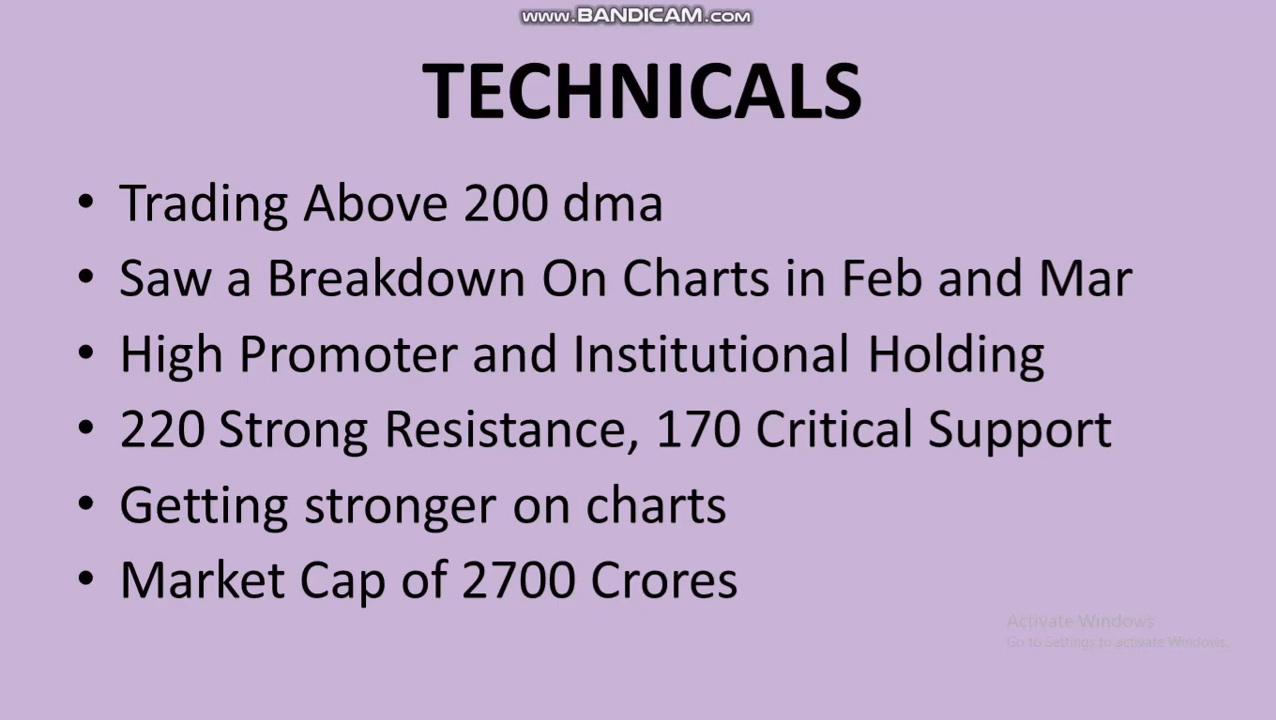 www.BANDICAM.com
TECHNICALS
• Trading Above 200 dma
• Saw a Breakdown On Charts in Feb and Mar
• High Promoter and Institutional Holding
• 220 Strong Resistance, 170 Critical Support
• Getting stronger on charts
• Market Cap of 2700 Crores
Activate Windows
Go to Settings to activate Windows.